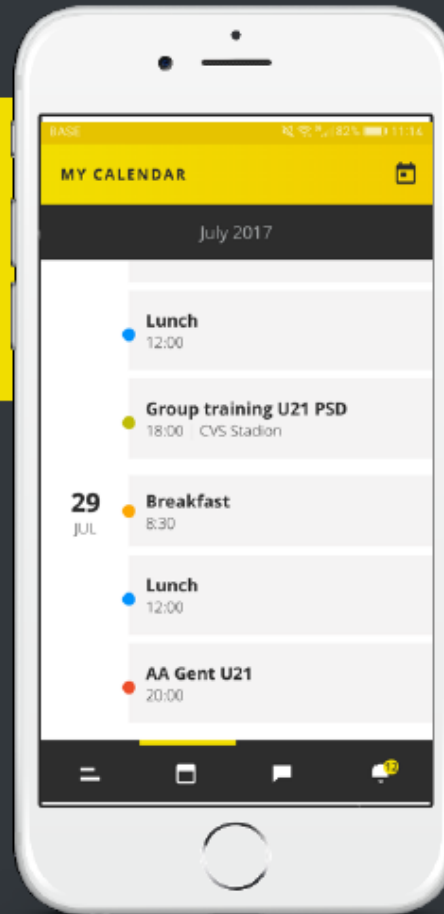 BASE 82% 11:14
MY CALENDAR
July 2017
Lunch
12:00
Group training U21 PSD
18:00 CVS Stadion
29
JUL
Breakfast
8:30
Lunch
12:00
AA Gent U21
20:00
12